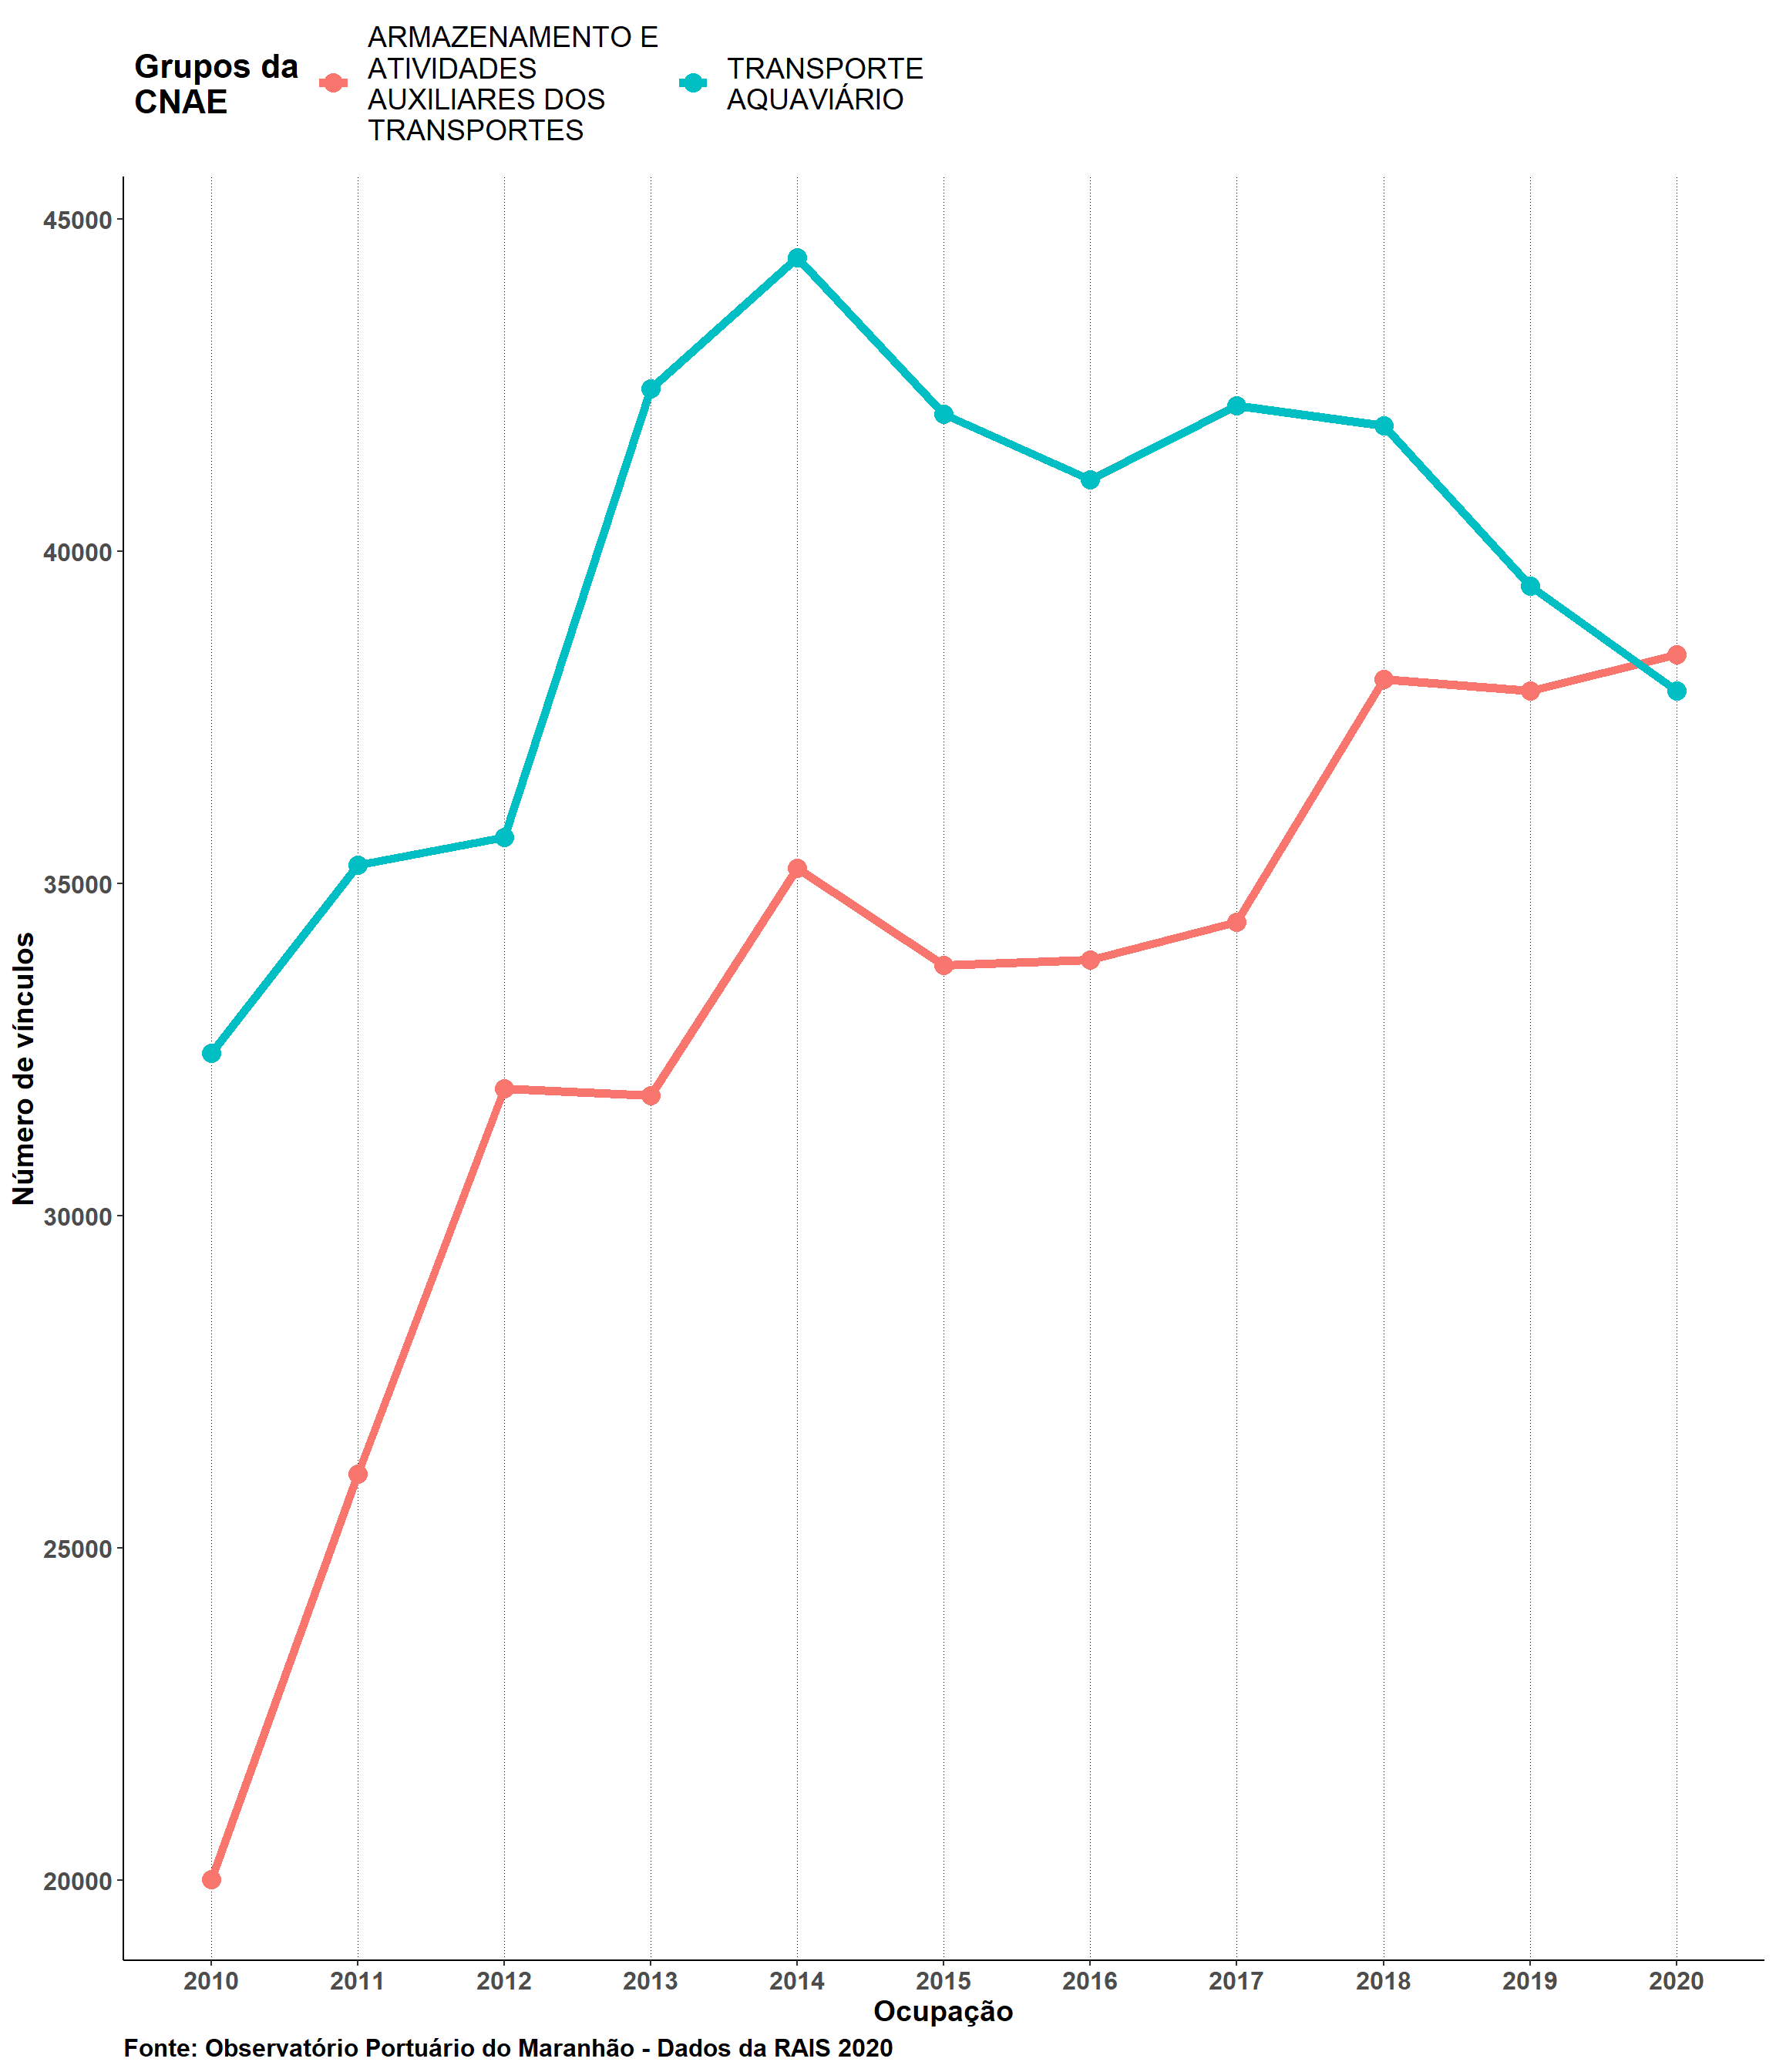 Grupos da
CNAE
ARMAZENAMENTO E
ATIVIDADES
AUXILIARES DOS
TRANSPORTES
TRANSPORTE
AQUAVIÁRIO
45000
40000
35000
30000
25000
20000
Número de vínculos
2010 2011 2012 2013 2014 2015 2016 2017 2018 2019 2020
Ocupação
Fonte: Observatório Portuário do Maranhão - Dados da RAIS 2020